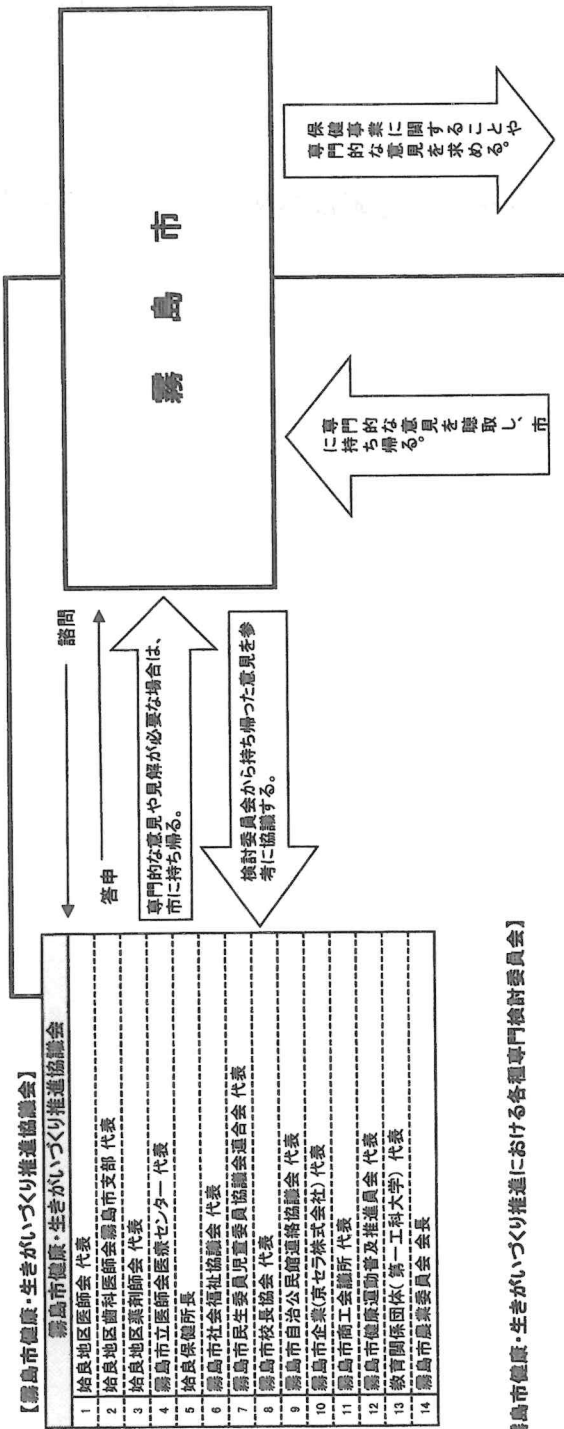 【霧島市健康・生きがいづくり推進協議会】
霧島市健康・生きがいづくり推進協議会
1 姶良地区医師会 代表
2 姶良地区歯科医師会霧島市支部 代表
3 姶良地区薬剤師会 代表
4 霧島市立医師会医療センター 代表
5 姶良保健所長
6 霧島市社会福祉協議会 代表
7 霧島市民生委員児童委員協議会連合会 代表
8 霧島市校長協会 代表
9 霧島市自治公民館連絡協議会 代表
10 霧島市企業(京セラ株式会社) 代表
11 霧島市商工会議所 代表
12 霧島市健康運動普及推進員会 代表
13 教育関係団体(第一工科大学) 代表
14 霧島市農業委員会 会長
諮問
答申
専門的な意見や見解が必要な場合は、
市に持ち帰る。
検討委員会から持ち帰った意見を参
考に協議する。
霧島市
専門的な意見を聴取し、市
に持ち帰る。
保健事業に関することや
専門的な意見を求める。
霧島市健康・生きがいづくり推進における各種専門検討委員会】